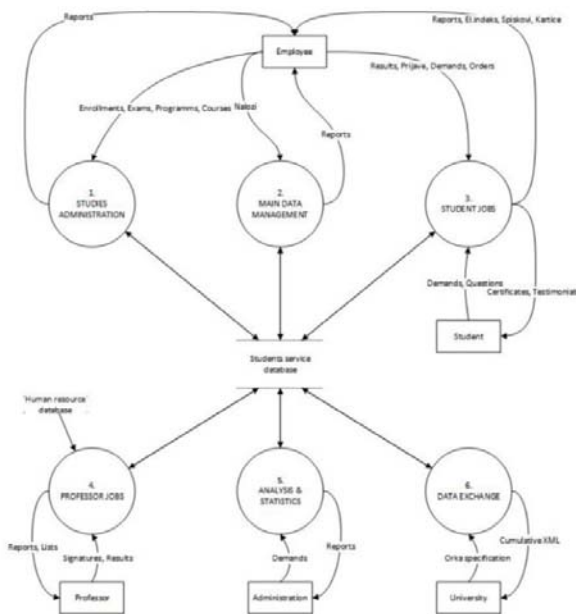 Reports
Reports, El.indeks, Spiskovi, Kartice
Employee
Results, Prijave, Demands, Orders
Enrollments, Exams, Programms, Courses
Nalozi
Reports
1.
STUDIES
ADMINISTRATION
2.
MAIN DATA
MANAGEMENT
3.
STUDENT JOBS
Demands, Questions
Certificates, Testimonials
Student
Students service
database
'Human resource'
database
4.
PROFESSOR JOBS
5.
ANALYSIS &
STATISTICS
6.
DATA EXCHANGE
Reports, Lists
Signatures, Results
Demands
Reports
Orka specification
Cumulative XML
Professor
Administration
University